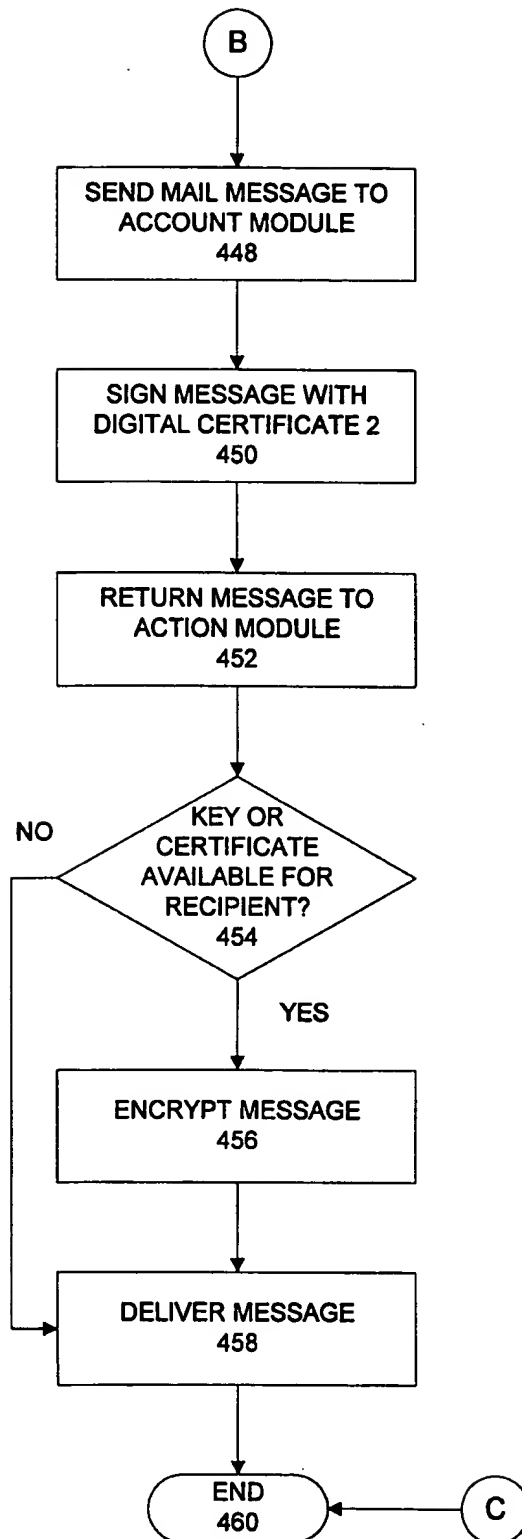 B
SEND MAIL MESSAGE TO
ACCOUNT MODULE
448
SIGN MESSAGE WITH
DIGITAL CERTIFICATE 2
450
RETURN MESSAGE TO
ACTION MODULE
452
NO
KEY OR
CERTIFICATE
AVAILABLE FOR
RECIPIENT?
454
YES
ENCRYPT MESSAGE
456
DELIVER MESSAGE
458
END
460
C